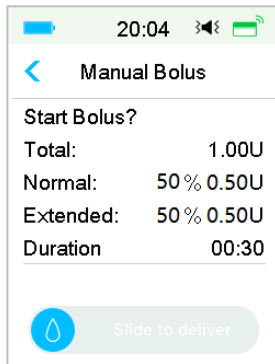 20:04
Manual Bolus
Start Bolus?
Total: 1.00U
Normal: 50% 0.50U
Extended: 50% 0.50U
Duration 00:30
Slide to deliver